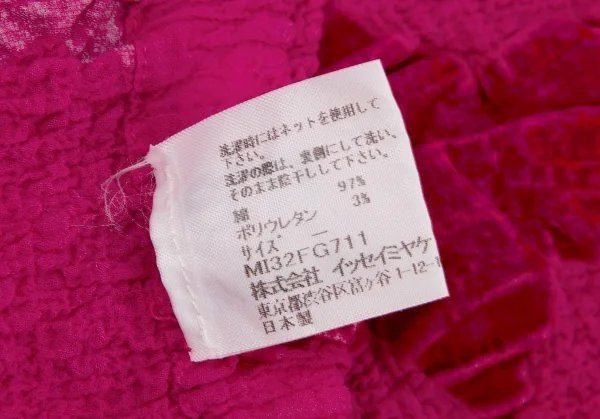 洗濯時にはネットを使用して
下さい。
洗濯の際は、裏側にして洗い、
そのまま陰干しして下さい。
綿 97%
ポリウレタン 3%
サイズ －
MI32FG711
株式会社 イッセイミヤケ
東京都渋谷区富ヶ谷 1-12-1
日本製